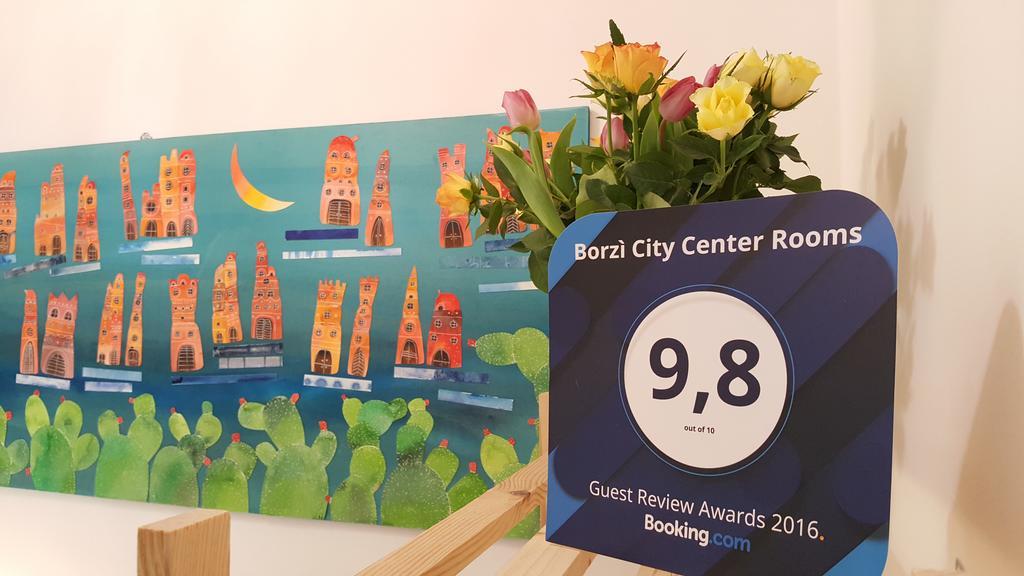 Borzì City Center Rooms
9,8
out of 10
Guest Review Awards 2016.
Booking.com